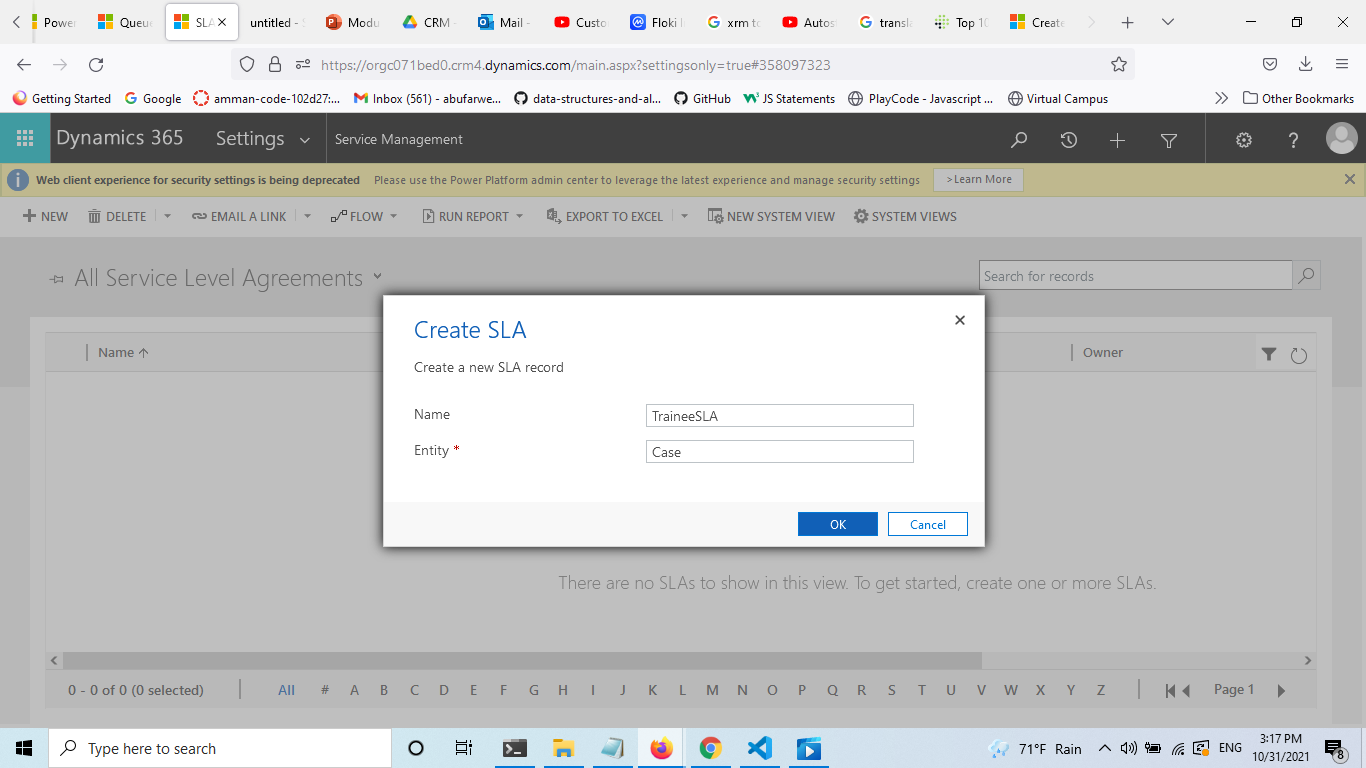 Power
Queue
SLA
untitled - S
Modu
CRM -
Mail -
Custo
Floki I
xrm to
Autos
transla
Top 10
Create
https://orgc071bed0.crm4.dynamics.com/main.aspx?settingsonly=true#358097323
Getting Started
Google
amman-code-102d27:...
Inbox (561) - abufarwe...
data-structures-and-al...
GitHub
JS Statements
PlayCode - Javascript ...
Virtual Campus
Other Bookmarks
Dynamics 365
Settings
Service Management
Web client experience for security settings is being deprecated Please use the Power Platform admin center to leverage the latest experience and manage security settings
>Learn More
NEW
DELETE
EMAIL A LINK
FLOW
RUN REPORT
EXPORT TO EXCEL
NEW SYSTEM VIEW
SYSTEM VIEWS
All Service Level Agreements
Search for records
Name
Owner
Create SLA
Create a new SLA record
Name
TraineeSLA
Entity *
Case
OK
Cancel
There are no SLAs to show in this view. To get started, create one or more SLAs.
0 - 0 of 0 (0 selected)
All # A B C D E F G H I J K L M N O P Q R S T U V W X Y Z
Page 1
Type here to search
71°F Rain
ENG
3:17 PM
10/31/2021
8